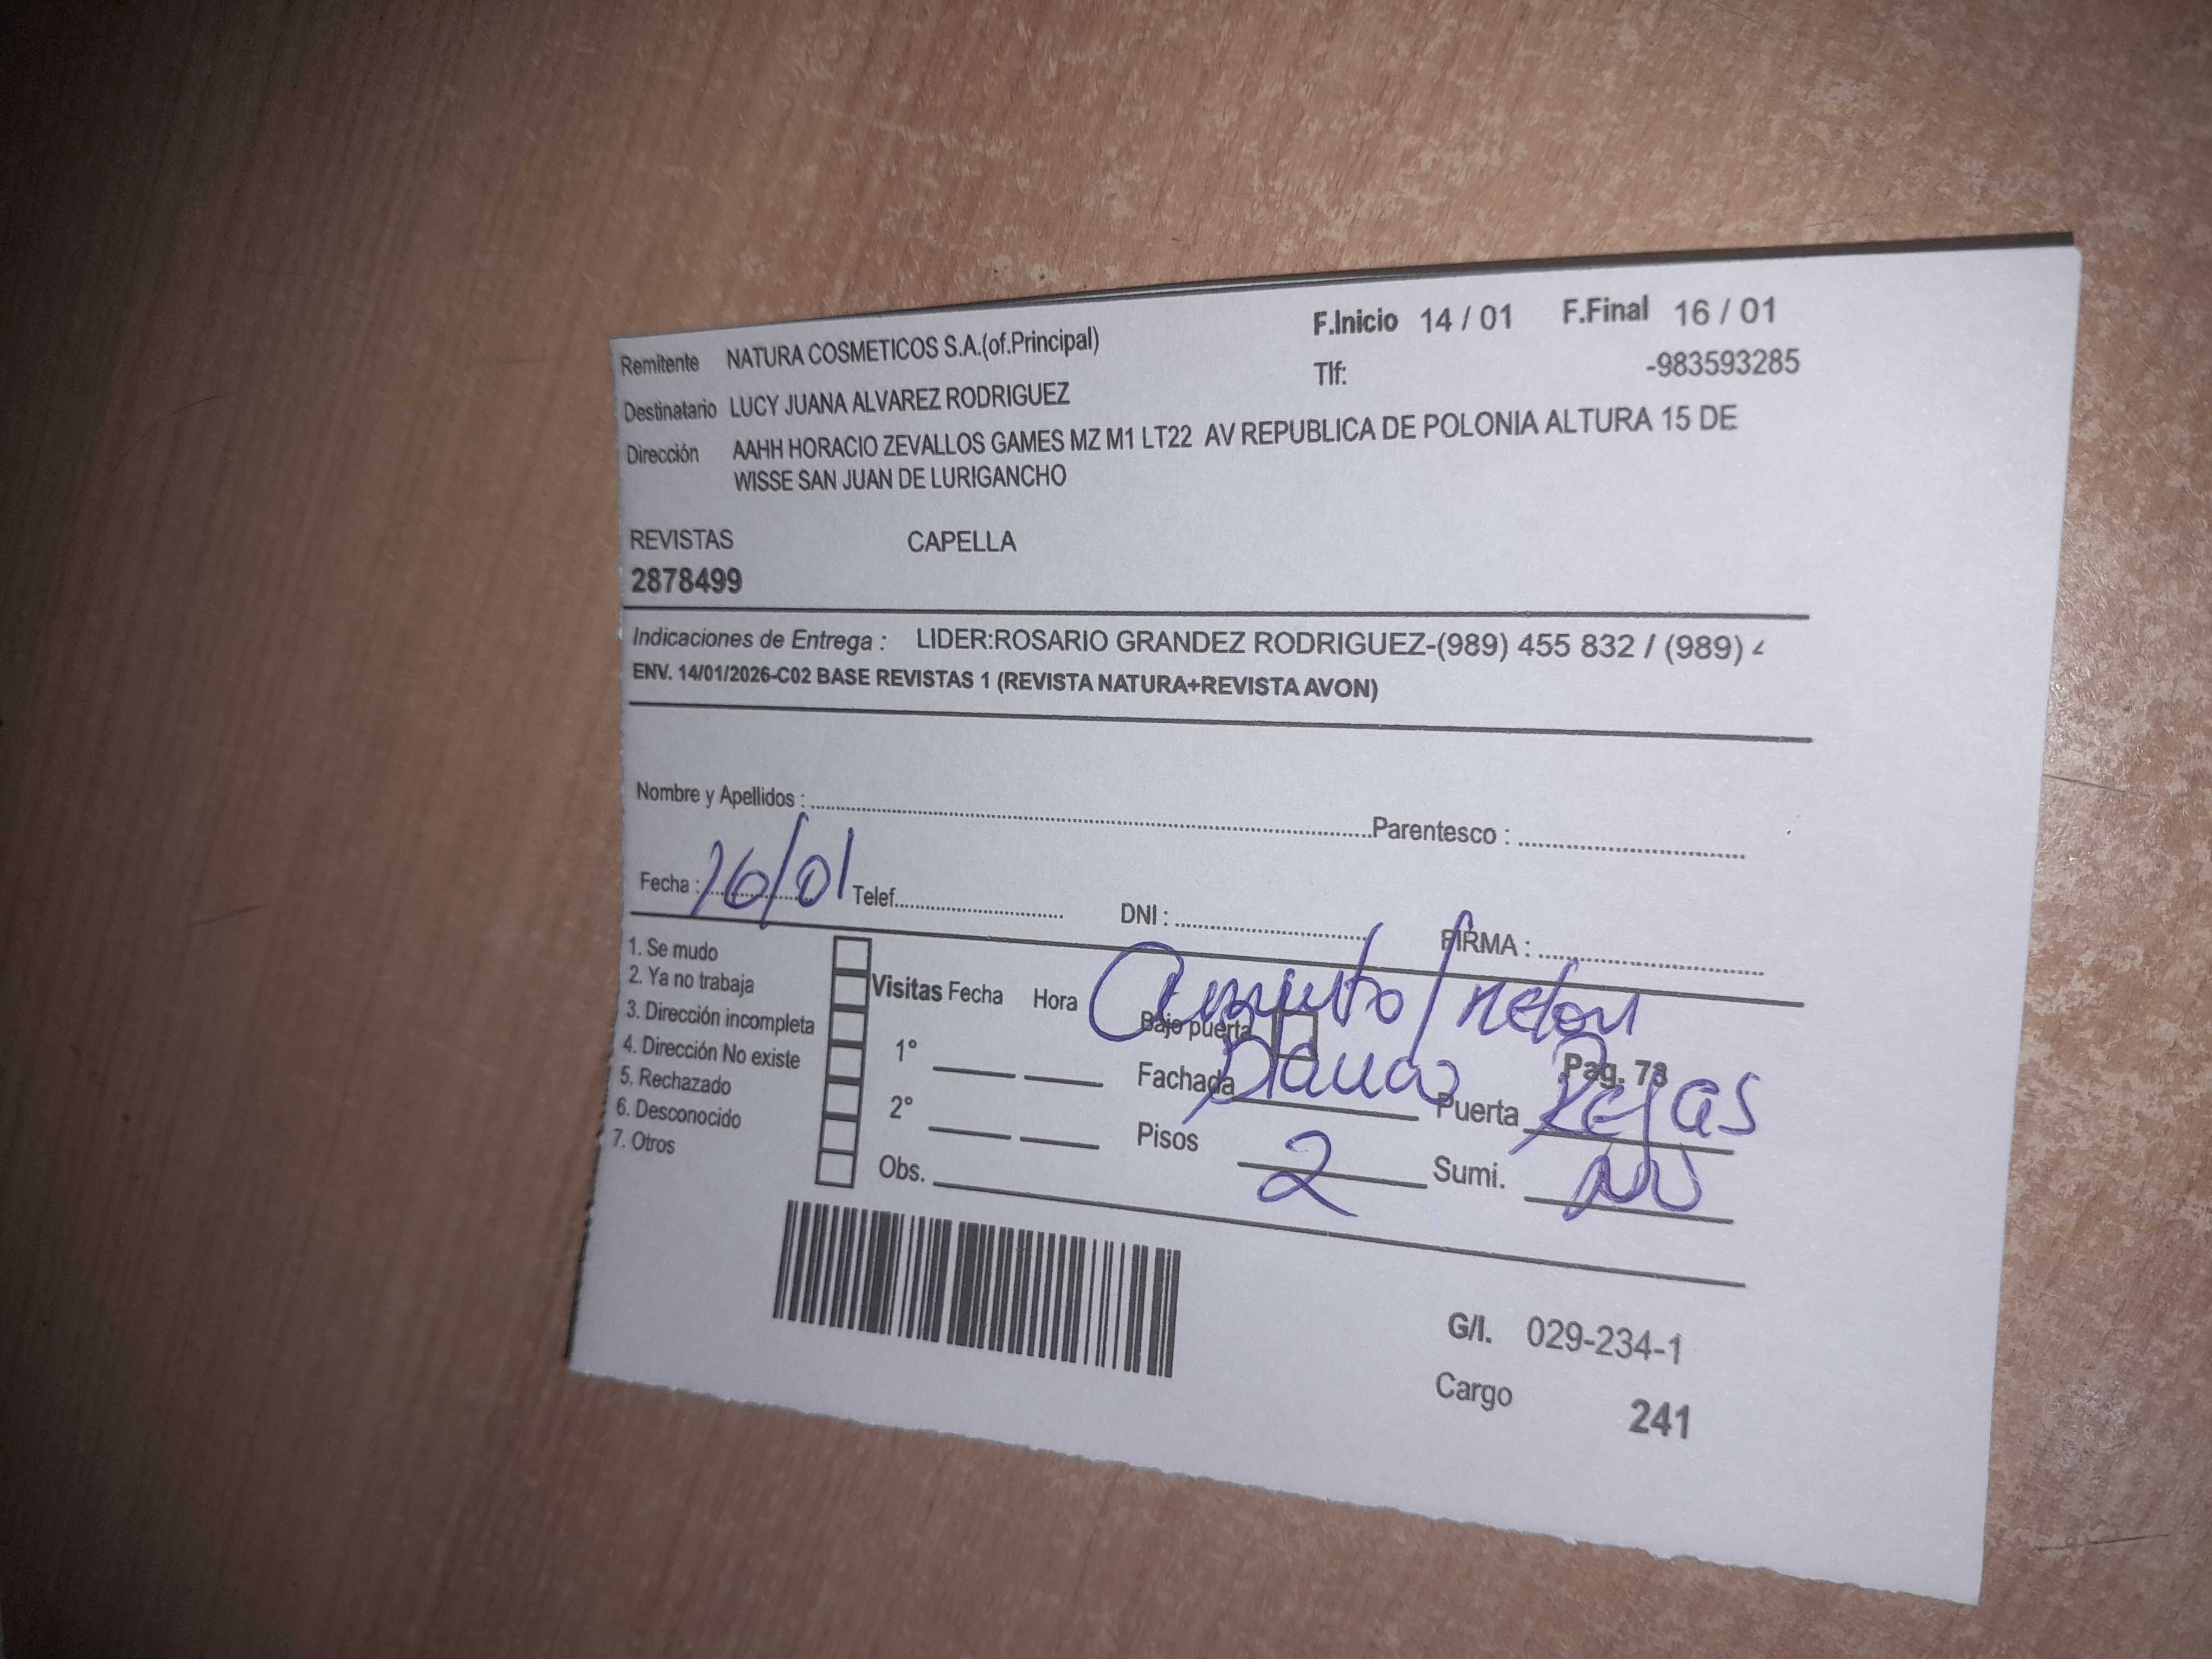 Remitente NATURA COSMETICOS S.A.(of.Principal) F.Inicio 14 / 01 F.Final 16 / 01
Tlf: -983593285
Destinatario LUCY JUANA ALVAREZ RODRIGUEZ
Dirección AAHH HORACIO ZEVALLOS GAMES MZ M1 LT22 AV REPUBLICA DE POLONIA ALTURA 15 DE
WISSE SAN JUAN DE LURIGANCHO
REVISTAS CAPELLA
2878499
Indicaciones de Entrega : LIDER:ROSARIO GRANDEZ RODRIGUEZ-(989) 455 832 / (989)
ENV. 14/01/2026-C02 BASE REVISTAS 1 (REVISTA NATURA+REVISTA AVON)
Nombre y Apellidos : Parentesco :
Fecha : 16/01 Telef. DNI : FIRMA :
1. Se mudo
2. Ya no trabaja
3. Dirección incompleta
4. Dirección No existe
5. Rechazado
6. Desconocido
7. Otros
Visitas Fecha Hora
Bajo puerta
Pag. 78
1° Fachada Puerta Rejas
2° Pisos 2 Sumi.
Obs.
G/I. 029-234-1
Cargo 241